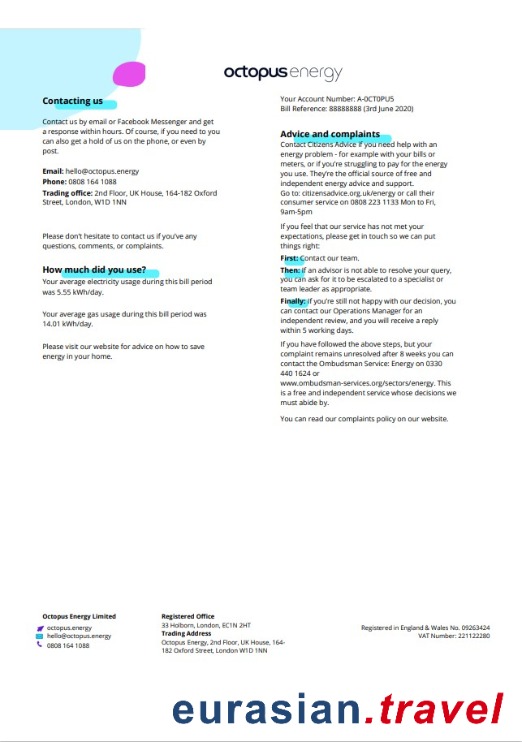 octopus energy
Contacting us
Contact us by email or Facebook Messenger and get
a response within hours. Of course, if you need to you
can also get a hold of us on the phone, or even by
post.
Email: hello@octopus.energy
Phone: 0808 164 1088
Trading office: 2nd Floor, UK House, 164-182 Oxford
Street, London, W1D 1NN
Please don't hesitate to contact us if you've any
questions, comments, or complaints.
How much did you use?
Your average electricity usage during this bill period
was 5.55 kWh/day.
Your average gas usage during this bill period was
14.01 kWh/day.
Please visit our website for advice on how to save
energy in your home.
Your Account Number: A-0CT0PU5
Bill Reference: 88888888 (3rd June 2020)
Advice and complaints
Contact Citizens Advice if you need help with an
energy problem - for example with your bills or
meters, or if you're struggling to pay for the energy
you use. They're the official source of free and
independent energy advice and support.
Go to: citizensadvice.org.uk/energy or call their
consumer service on 0808 223 1133 Mon to Fri,
9am-5pm
If you feel that our service has not met your
expectations, please get in touch so we can put
things right:
First: Contact our team.
Then: If an advisor is not able to resolve your query,
you can ask for it to be escalated to a specialist or
team leader as appropriate.
Finally: If you're still not happy with our decision, you
can contact our Operations Manager for an
independent review, and you will receive a reply
within 5 working days.
If you have followed the above steps, but your
complaint remains unresolved after 8 weeks you can
contact the Ombudsman Service: Energy on 0330
440 1624 or
www.ombudsman-services.org/sectors/energy. This
is a free and independent service whose decisions we
must abide by.
You can read our complaints policy on our website.
Octopus Energy Limited
octopus.energy
hello@octopus.energy
0808 164 1088
Registered Office
33 Holborn, London, EC1N 2HT
Trading Address
Octopus Energy, 2nd Floor, UK House, 164-
182 Oxford Street, London W1D 1NN
Registered in England & Wales No. 09263424
VAT Number: 221122280
eurasian.travel